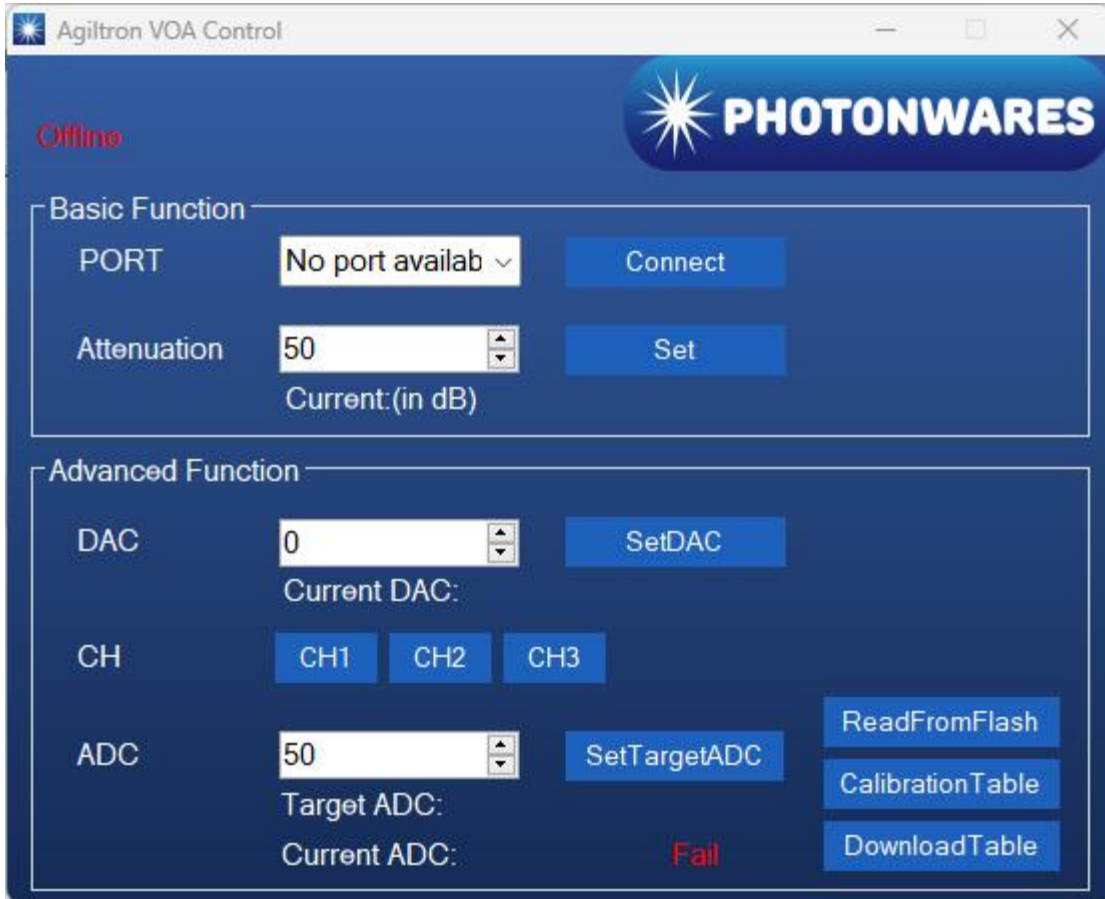 Agiltron VOA Control
PHOTONWARES
Offline
Basic Function
PORT No port availab Connect
Attenuation 50 Set
Current:(in dB)
Advanced Function
DAC 0 SetDAC
Current DAC:
CH CH1 CH2 CH3
ReadFromFlash
ADC 50 SetTargetADC
CalibrationTable
Target ADC:
Current ADC: Fail DownloadTable